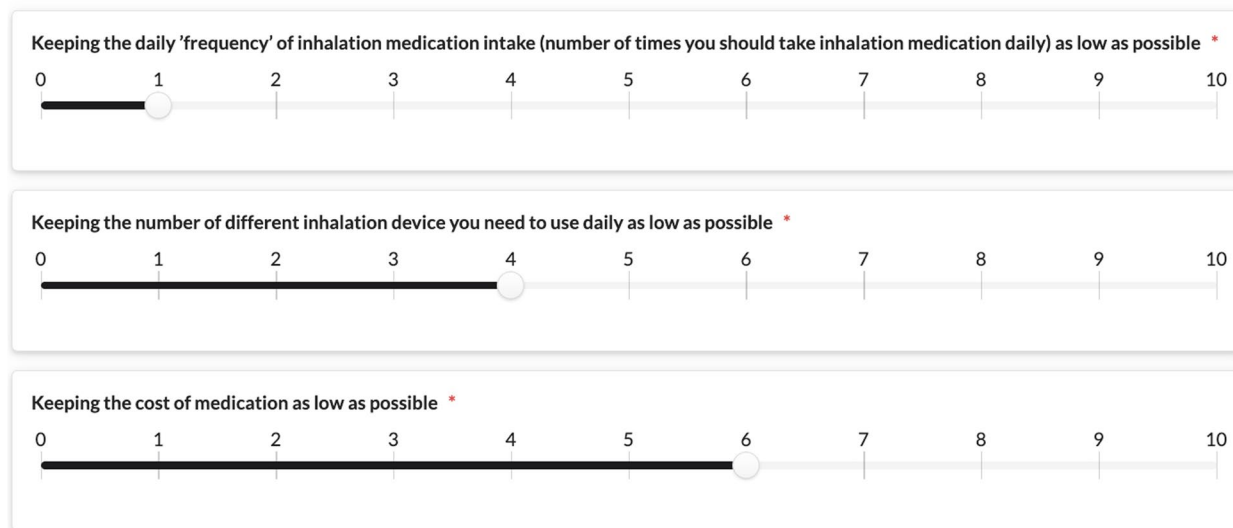 Keeping the daily 'frequency' of inhalation medication intake (number of times you should take inhalation medication daily) as low as possible *
0 1 2 3 4 5 6 7 8 9 10
Keeping the number of different inhalation device you need to use daily as low as possible *
0 1 2 3 4 5 6 7 8 9 10
Keeping the cost of medication as low as possible *
0 1 2 3 4 5 6 7 8 9 10